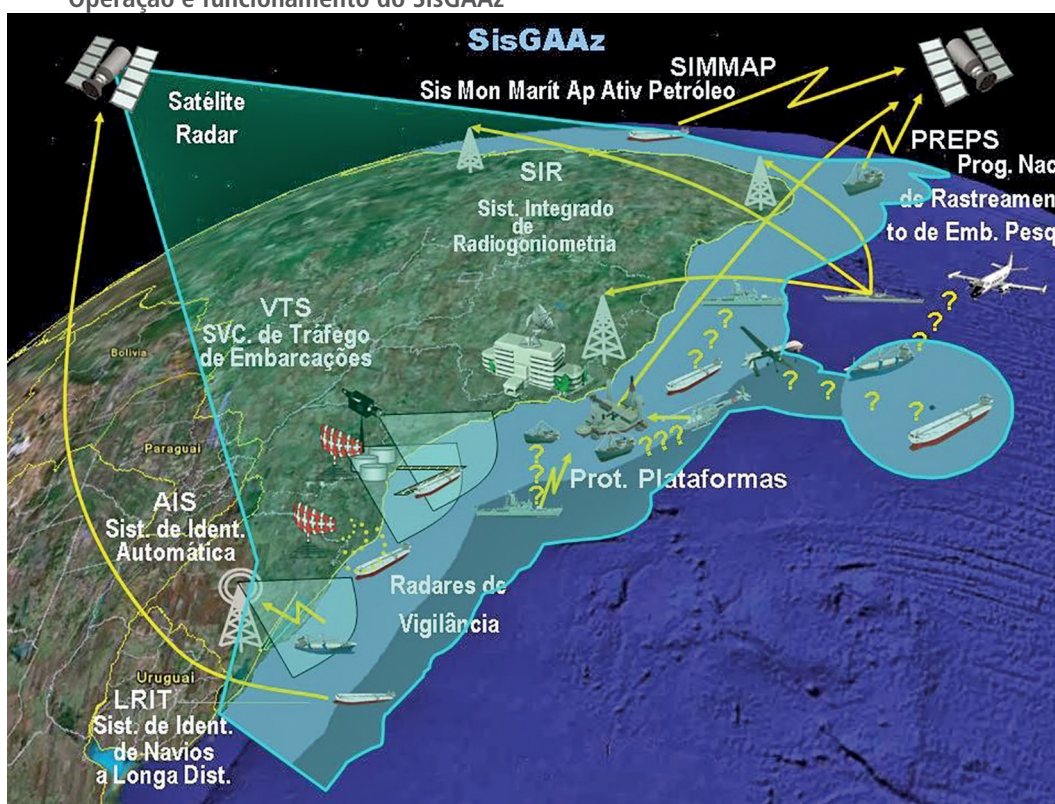 Operação e funcionamento do SisGAAz
SisGAAz
SIMMAP
Sis Mon Marít Ap Ativ Petróleo
Satélite
Radar
PREPS
Prog. Nac
de Rastreamen
to de Emb. Pesq
SIR
Sist. Integrado
de
Radiogoniometria
VTS
SVC. de Tráfego
de Embarcações
Bolivia
Paraguai
? ? ? ?
? ? ?
? ? ? ?
? ? ?
? ? ?
Prot. Plataformas
AIS
Sist. de Ident.
Automática
Radares de
Vigilância
Uruguai
LRIT
Sist. de Ident.
de Navios
a Longa Dist.